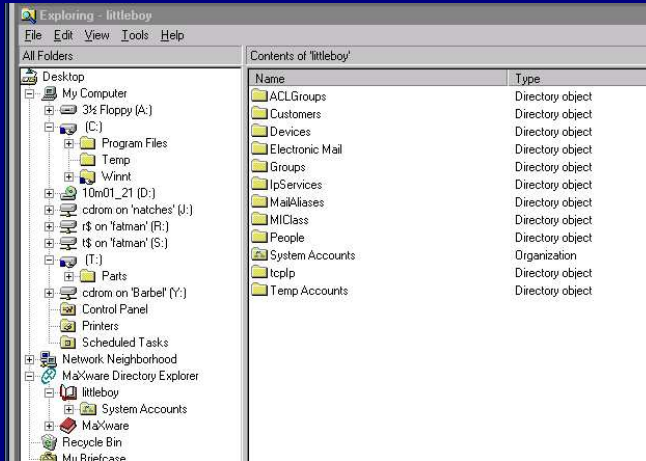 Exploring - littleboy
File Edit View Tools Help
All Folders
Contents of 'littleboy'
Desktop
My Computer
3½ Floppy (A:)
(C:)
Program Files
Temp
Winnt
10m01_21 (D:)
cdrom on 'natches' (J:)
r$ on 'fatman' (R:)
t$ on 'fatman' (S:)
(T:)
Parts
cdrom on 'Barbel' (Y:)
Control Panel
Printers
Scheduled Tasks
Network Neighborhood
MaXware Directory Explorer
littleboy
System Accounts
MaXware
Recycle Bin
My Briefcase
Name Type
ACLGroups Directory object
Customers Directory object
Devices Directory object
Electronic Mail Directory object
Groups Directory object
IpServices Directory object
MailAliases Directory object
MIClass Directory object
People Directory object
System Accounts Organization
tcpIp Directory object
Temp Accounts Directory object